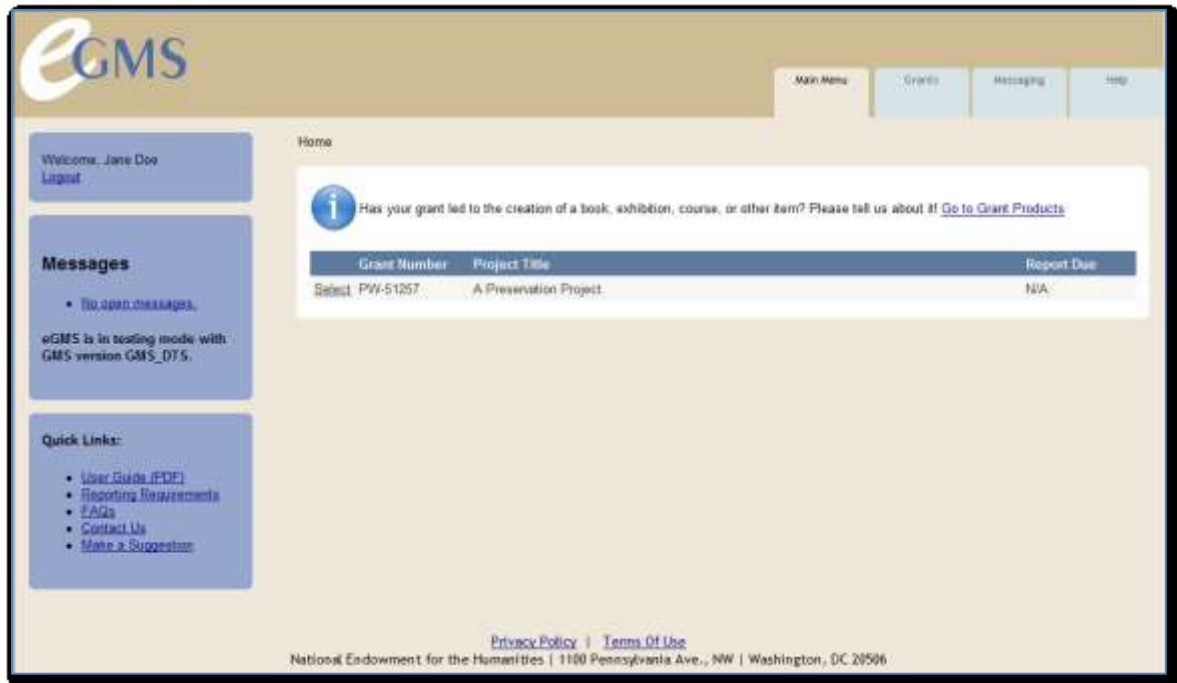 eGMS
Main Menu
Grants
Messaging
Help
Welcome, Jane Doe
Logout
Home
Has your grant led to the creation of a book, exhibition, course, or other item? Please tell us about it! Go to Grant Products
Messages
No open messages.
eGMS is in testing mode with
GMS version GMS_DTS.
Grant Number Project Title Report Due
Select PW-51257 A Preservation Project N/A
Quick Links:
User Guide (PDF)
Reporting Requirements
FAQs
Contact Us
Make a Suggestion
Privacy Policy | Terms Of Use
National Endowment for the Humanities | 1100 Pennsylvania Ave., NW | Washington, DC 20506